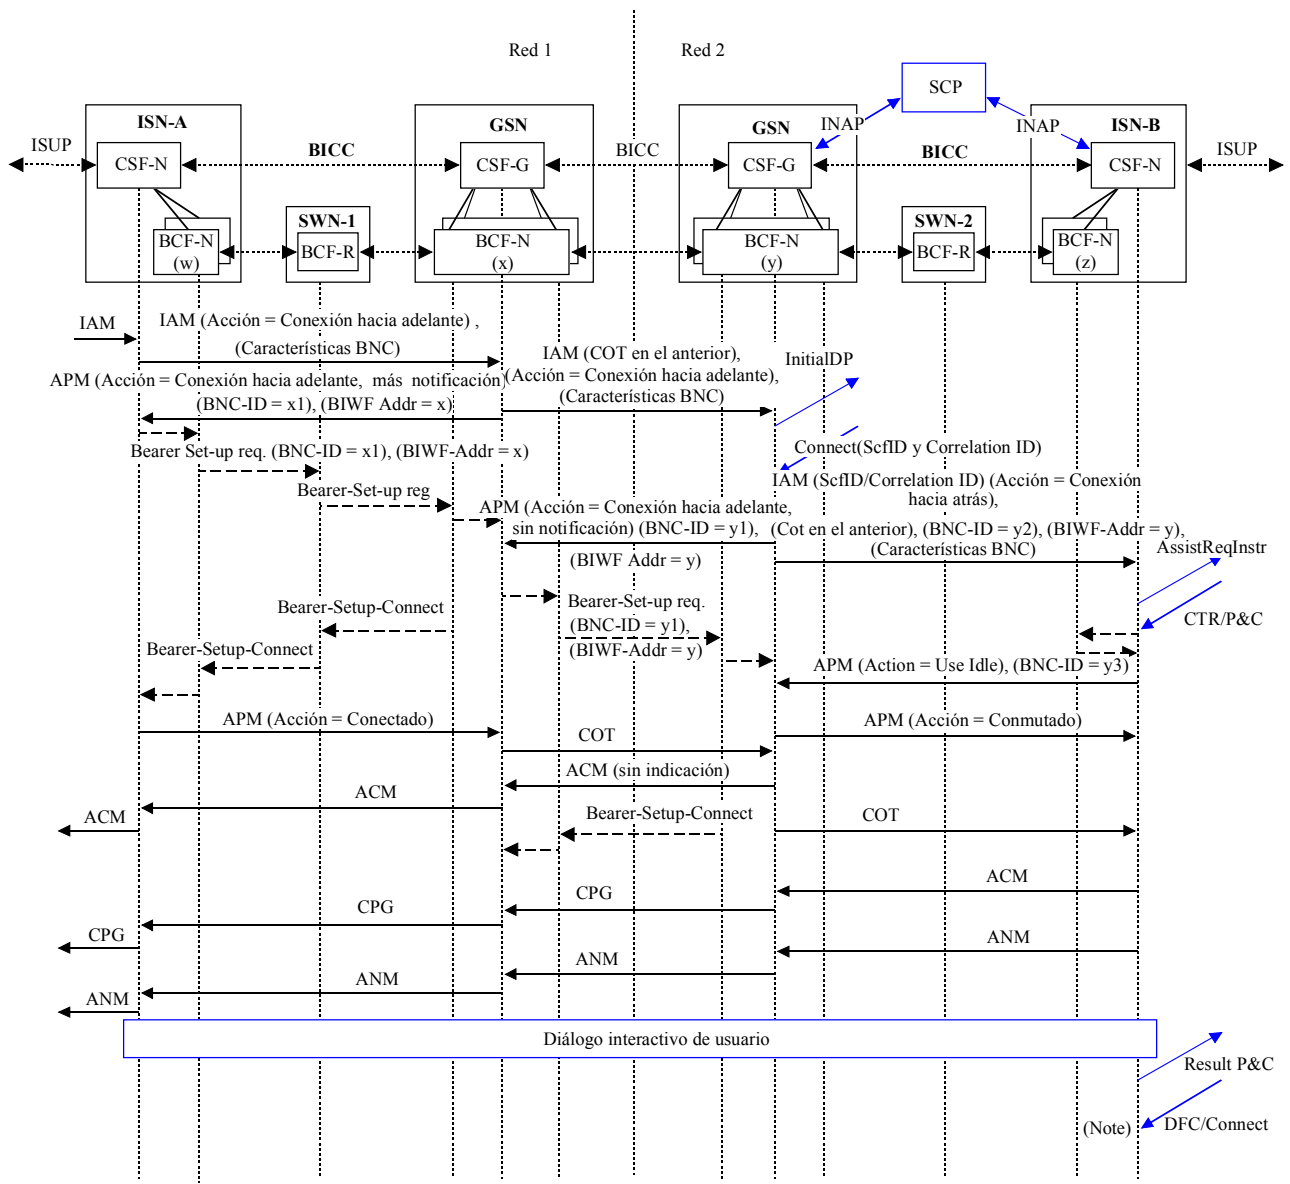 Red 1
Red 2
SCP
ISN-A
GSN
GSN
INAP
INAP
ISN-B
ISUP
CSF-N
BICC
CSF-G
BICC
CSF-G
BICC
CSF-N
ISUP
SWN-1
SWN-2
BCF-N
(w)
BCF-R
BCF-N
(x)
BCF-N
(y)
BCF-R
BCF-N
(z)
IAM
IAM (Acción = Conexión hacia adelante) ,
(Características BNC)
IAM (COT en el anterior),
(Acción = Conexión hacia adelante),
(Características BNC)
InitialDP
APM (Acción = Conexión hacia adelante, más notificación)
(BNC-ID = x1), (BIWF Addr = x)
Connect(ScfID y Correlation ID)
Bearer Set-up req. (BNC-ID = x1), (BIWF-Addr = x)
IAM (ScfID/Correlation ID) (Acción = Conexión
hacia atrás),
(Cot en el anterior), (BNC-ID = y2), (BIWF-Addr = y),
(Características BNC)
Bearer-Set-up reg
APM (Acción = Conexión hacia adelante,
sin notificación) (BNC-ID = y1),
(BIWF Addr = y)
AssistReqInstr
Bearer-Setup-Connect
Bearer-Set-up req.
(BNC-ID = y1),
(BIWF-Addr = y)
CTR/P&C
Bearer-Setup-Connect
APM (Action = Use Idle), (BNC-ID = y3)
APM (Acción = Conectado)
COT
APM (Acción = Conmutado)
ACM (sin indicación)
ACM
ACM
Bearer-Setup-Connect
COT
ACM
CPG
CPG
CPG
ANM
ANM
ANM
ANM
Diálogo interactivo de usuario
Result P&C
(Note)
DFC/Connect